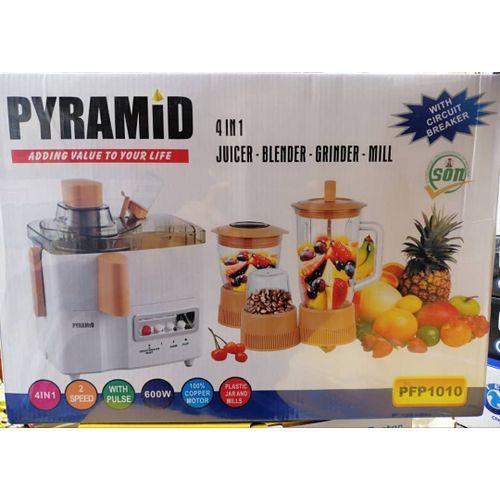 PYRAMiD
ADDING VALUE TO YOUR LIFE
4 IN 1
JUICER - BLENDER - GRINDER - MILL
WITH
CIRCUIT
BREAKER
SON
PYRAMiD
4IN1
2
SPEED
WITH
PULSE
600W
100%
COPPER
MOTOR
PLASTIC
JAR AND
MILLS
PFP1010